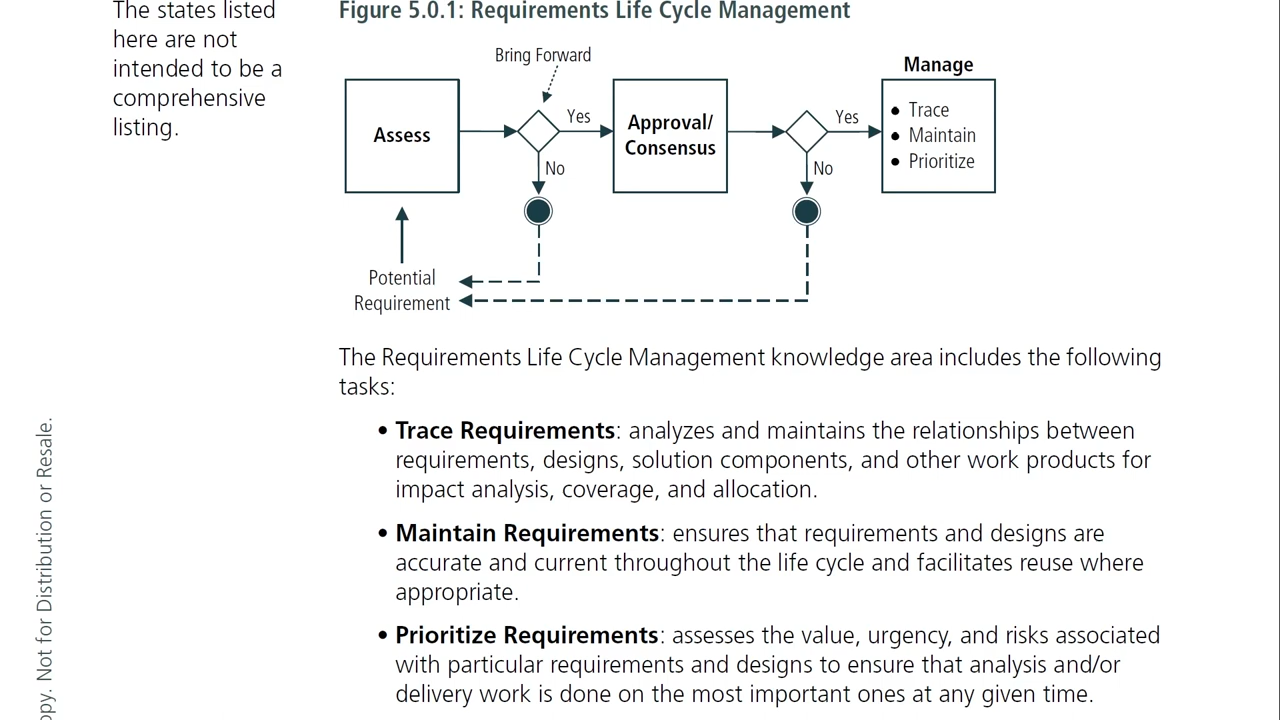 The states listed
here are not
intended to be a
comprehensive
listing.
Figure 5.0.1: Requirements Life Cycle Management
Bring Forward
Manage
Assess
Yes
Approval/
Consensus
Yes
● Trace
● Maintain
● Prioritize
No
No
Potential
Requirement
The Requirements Life Cycle Management knowledge area includes the following
tasks:
• Trace Requirements: analyzes and maintains the relationships between
requirements, designs, solution components, and other work products for
impact analysis, coverage, and allocation.
• Maintain Requirements: ensures that requirements and designs are
accurate and current throughout the life cycle and facilitates reuse where
appropriate.
• Prioritize Requirements: assesses the value, urgency, and risks associated
with particular requirements and designs to ensure that analysis and/or
delivery work is done on the most important ones at any given time.
opy. Not for Distribution or Resale.